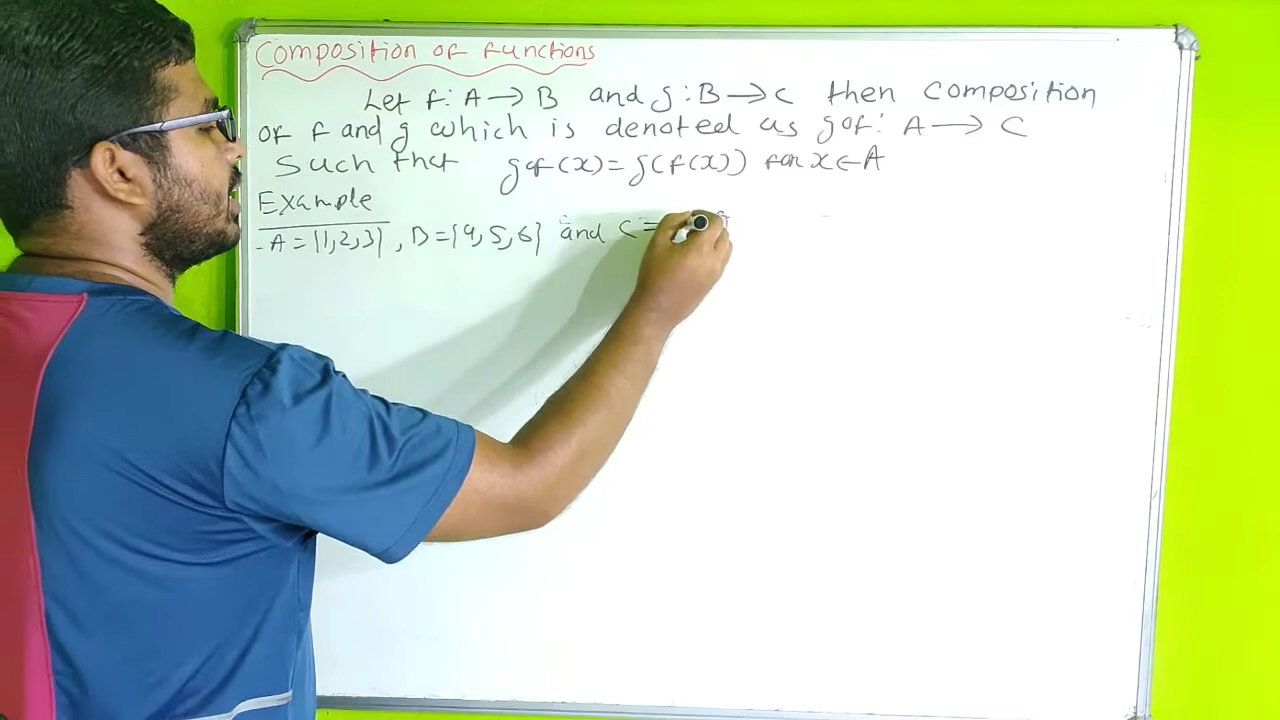 Composition of functions
Let f: A → B and g: B → C then composition
of f and g which is denoted as gof: A → C
Such that gof(x) = g(f(x)) for x ∈ A
Example
A = {1,2,3}, B = {4,5,6} and C =